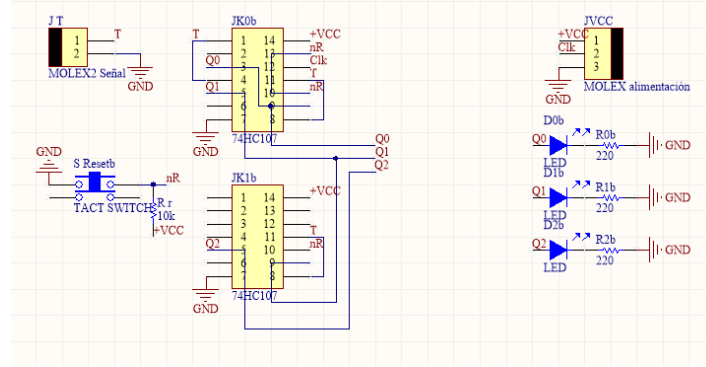 J T
1
2
T
MOLEX2 Señal
GND
JK0b
T
Q0
Q1
1
2
3
4
5
6
7
14
13
12
11
10
9
8
+VCC
nR
Clk
T
nR
GND
74HC107
Q0
Q1
Q2
JVCC
+VCC
Clk
1
2
3
GND
MOLEX alimentación
GND
S Resetb
nR
TACT SWITCH
R r
10k
+VCC
JK1b
Q2
1
2
3
4
5
6
7
14
13
12
11
10
9
8
+VCC
T
nR
GND
74HC107
D0b
Q0
LED
R0b
220
GND
D1b
Q1
LED
R1b
220
GND
D2b
Q2
LED
R2b
220
GND